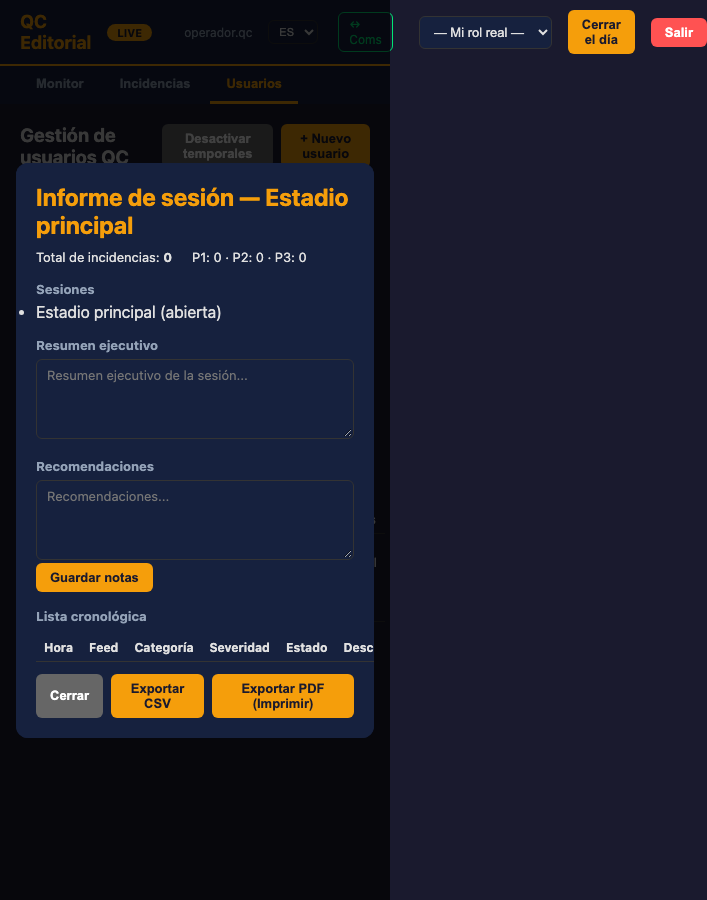 QC
Editorial
LIVE
operador.qc
ES
⇔
Coms
— Mi rol real —
Cerrar
el día
Salir
Monitor
Incidencias
Usuarios
Gestión de
usuarios QC
Desactivar
temporales
+ Nuevo
usuario
Informe de sesión — Estadio
principal
Total de incidencias: 0
P1: 0 · P2: 0 · P3: 0
Sesiones
• Estadio principal (abierta)
Resumen ejecutivo
Resumen ejecutivo de la sesión...
Recomendaciones
Recomendaciones...
Guardar notas
Lista cronológica
Hora Feed Categoría Severidad Estado Desc
Cerrar
Exportar
CSV
Exportar PDF
(Imprimir)